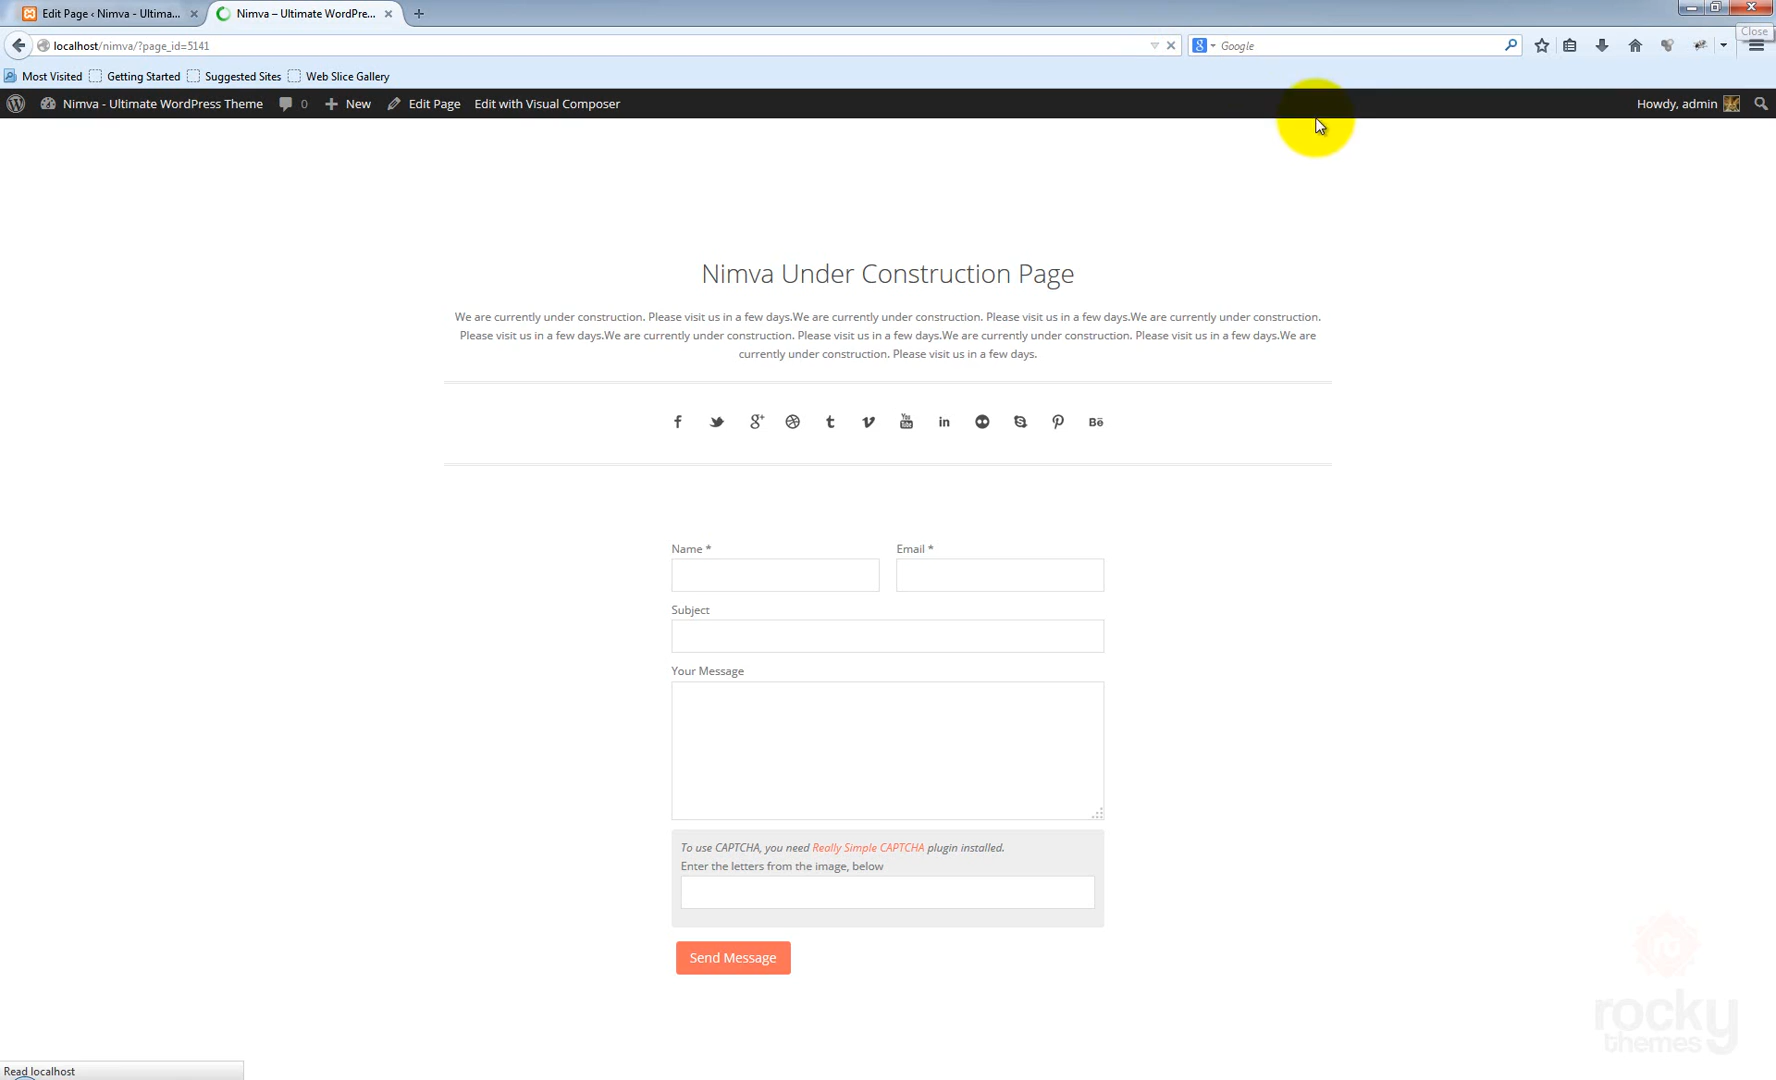 Edit Page ‹ Nimva - Ultima...
Nimva – Ultimate WordPre...
localhost/nimva/?page_id=5141
Google
Close
Most Visited
Getting Started
Suggested Sites
Web Slice Gallery
Nimva - Ultimate WordPress Theme
0
New
Edit Page
Edit with Visual Composer
Howdy, admin
Nimva Under Construction Page
We are currently under construction. Please visit us in a few days.We are currently under construction. Please visit us in a few days.We are currently under construction.
Please visit us in a few days.We are currently under construction. Please visit us in a few days.We are currently under construction. Please visit us in a few days.We are
currently under construction. Please visit us in a few days.
Name *
Email *
Subject
Your Message
To use CAPTCHA, you need Really Simple CAPTCHA plugin installed.
Enter the letters from the image, below
Send Message
rocky
themes
Read localhost